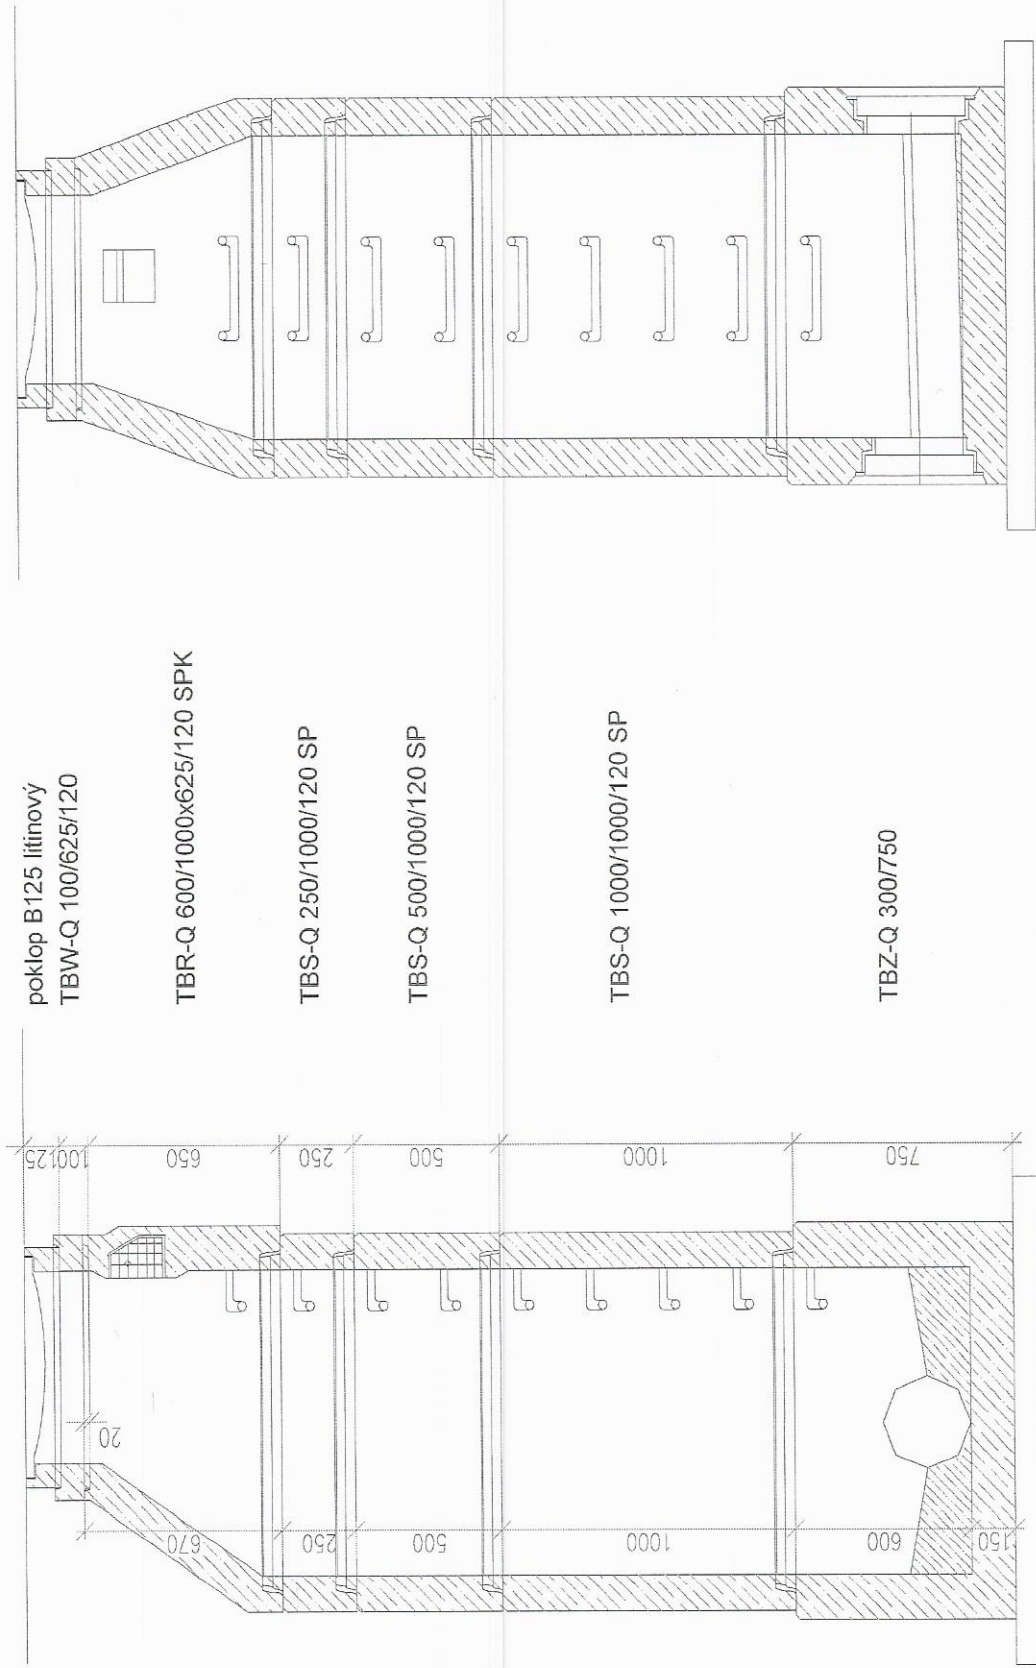 poklop B125 litinový
TBW-Q 100/625/120
TBR-Q 600/1000x625/120 SPK
TBS-Q 250/1000/120 SP
TBS-Q 500/1000/120 SP
TBS-Q 1000/1000/120 SP
TBZ-Q 300/750
125
100
650
250
500
1000
750
20
670
250
500
1000
600
150